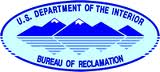 U.S. DEPARTMENT OF THE INTERIOR
BUREAU OF RECLAMATION